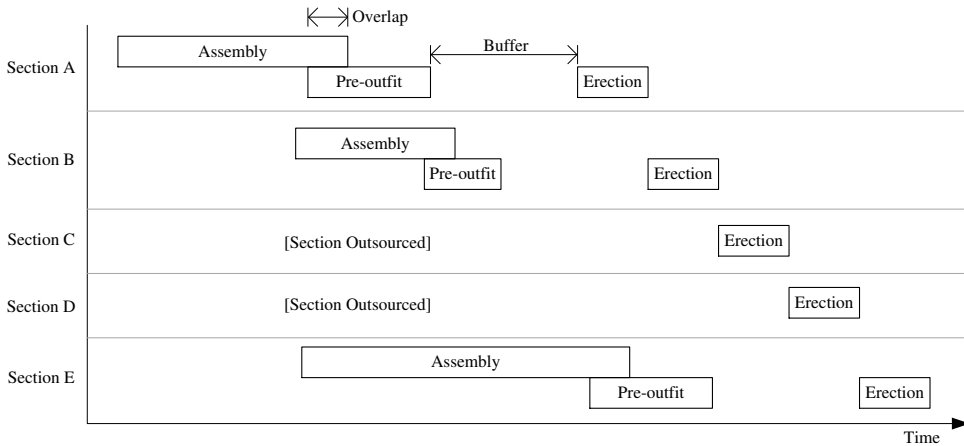 Overlap
Buffer
Section A
Assembly
Pre-outfit
Erection
Section B
Assembly
Pre-outfit
Erection
Section C
[Section Outsourced]
Erection
Section D
[Section Outsourced]
Erection
Section E
Assembly
Pre-outfit
Erection
Time